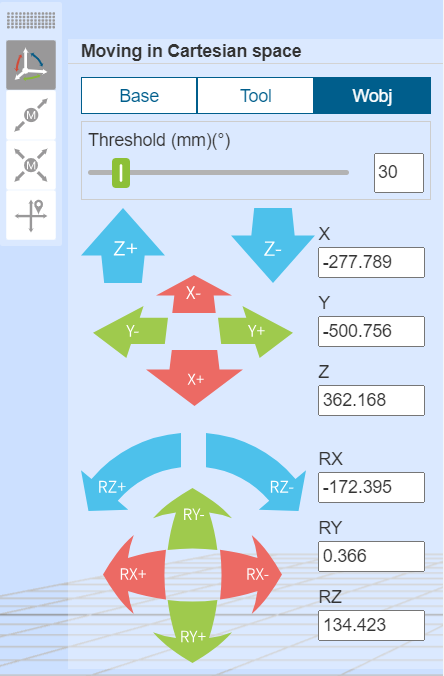 Moving in Cartesian space
Base Tool Wobj
Threshold (mm)(°)
30
Z+ Z-
X
-277.789
X-
Y
Y- Y+
-500.756
Z
X+
362.168
RX
RZ+ RZ-
-172.395
RY-
RY
0.366
RX+ RX-
RZ
134.423
RY+
M
M